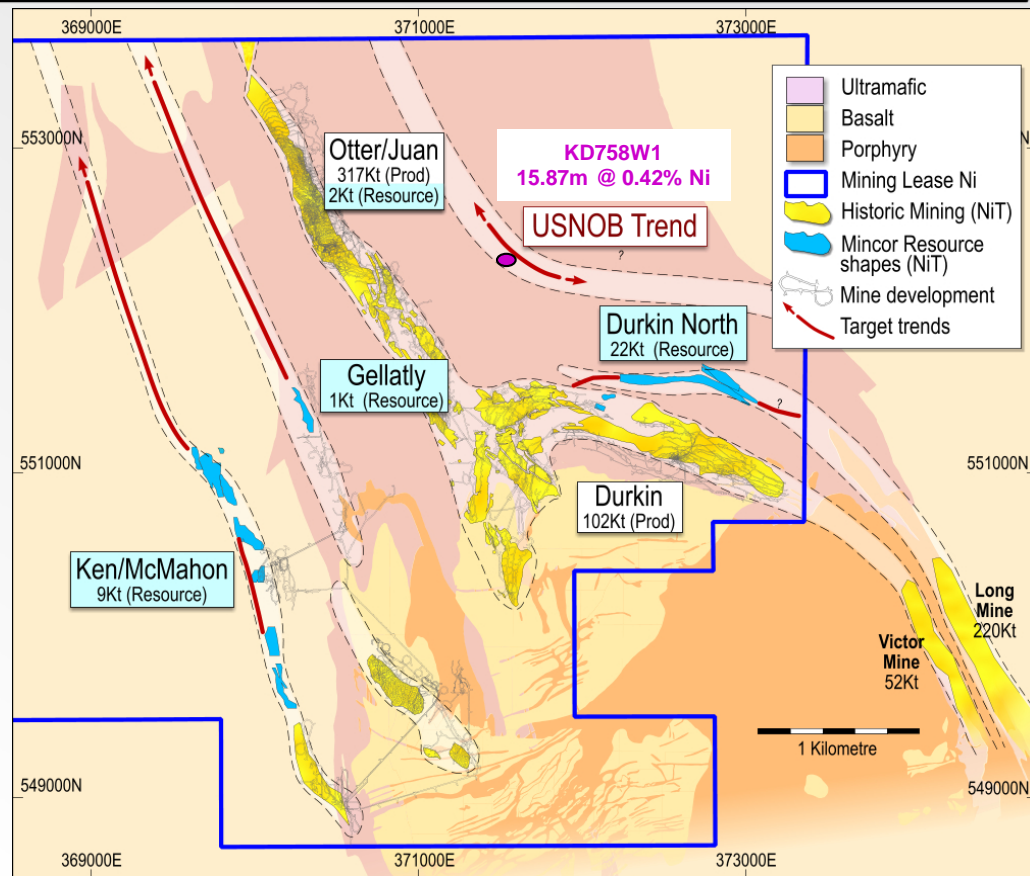 369000E
371000E
373000E
553000N
Otter/Juan
317Kt (Prod)
2Kt (Resource)
KD758W1
15.87m @ 0.42% Ni
USNOB Trend
?
Ultramafic
Basalt
Porphyry
Mining Lease Ni
Historic Mining (NiT)
Mincor Resource
shapes (NiT)
Mine development
Target trends
Durkin North
22Kt (Resource)
Gellatly
1Kt (Resource)
?
551000N
551000N
Durkin
102Kt (Prod)
Ken/McMahon
9Kt (Resource)
Long
Mine
220Kt
Victor
Mine
52Kt
1 Kilometre
549000N
549000N
369000E
371000E
373000E